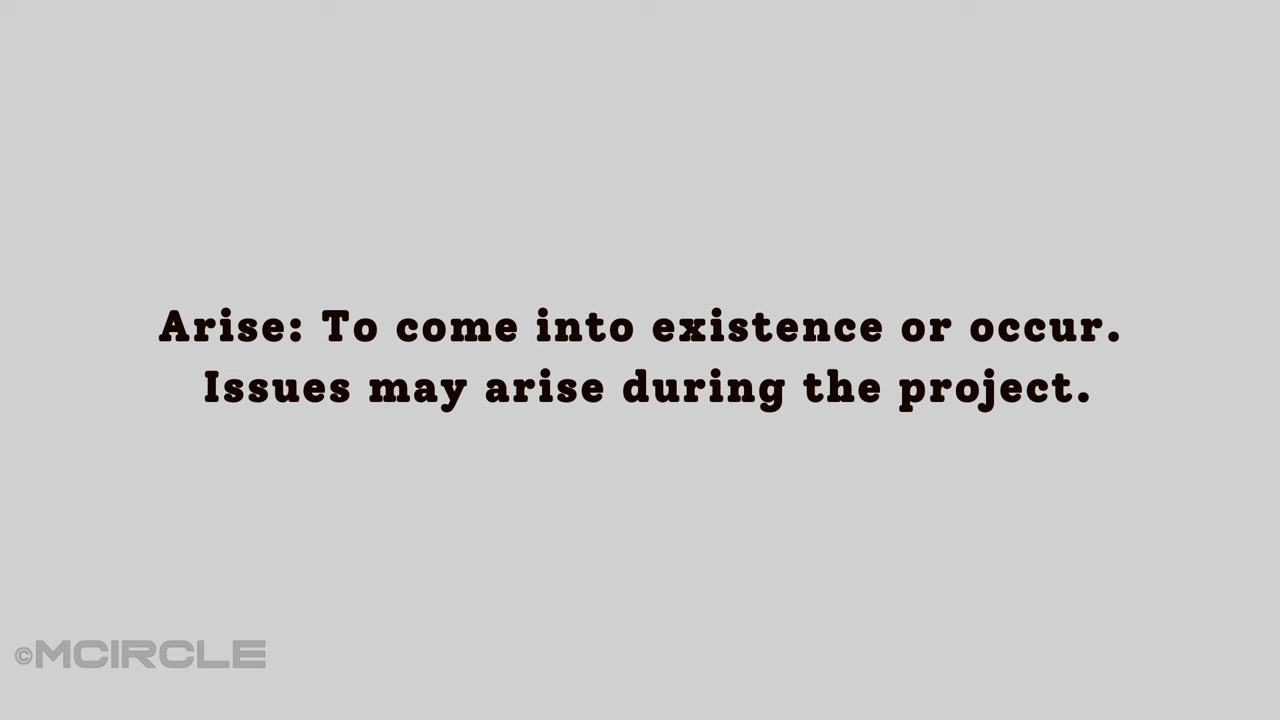 Arise: To come into existence or occur.
Issues may arise during the project.
©MCIRCLE